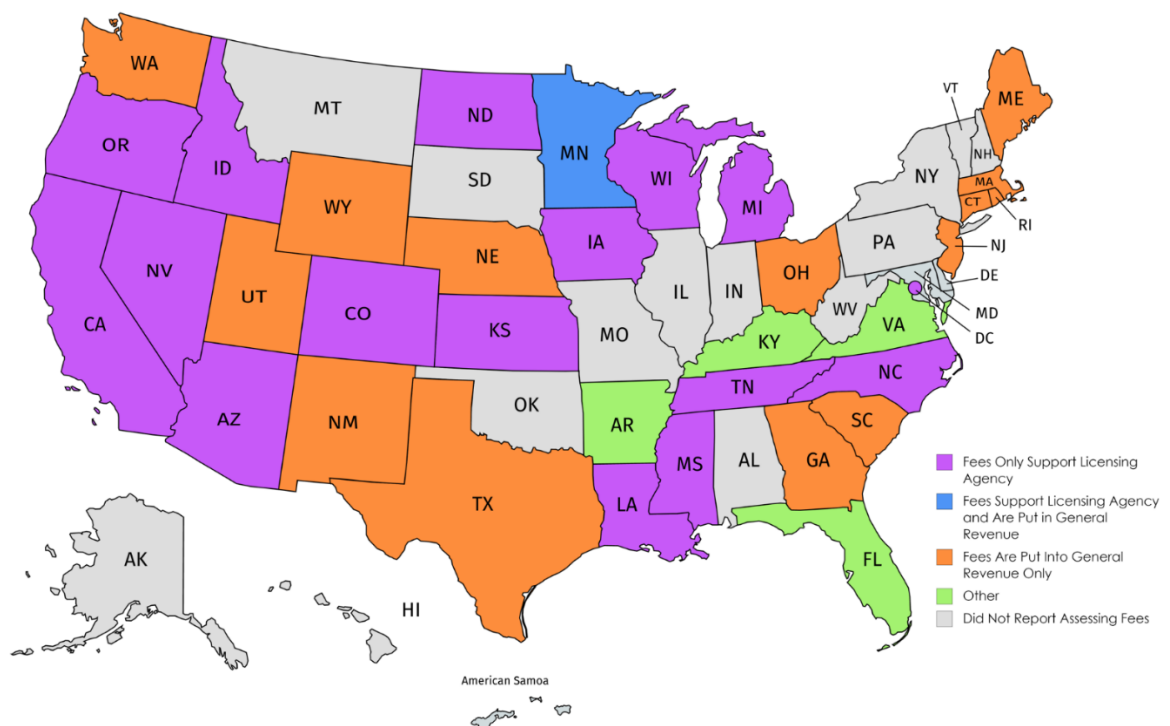 WA
MT
ND
MN
ME
VT
OR
ID
SD
WI
MI
NY
NH
MA
CT
RI
WY
NE
IA
PA
NJ
NV
UT
CO
KS
IL
IN
OH
WV
DE
MD
DC
CA
MO
KY
VA
AZ
NM
OK
AR
TN
NC
TX
LA
MS
AL
GA
SC
FL
AK
HI
American Samoa
Fees Only Support Licensing
Agency
Fees Support Licensing Agency
and Are Put in General
Revenue
Fees Are Put Into General
Revenue Only
Other
Did Not Report Assessing Fees